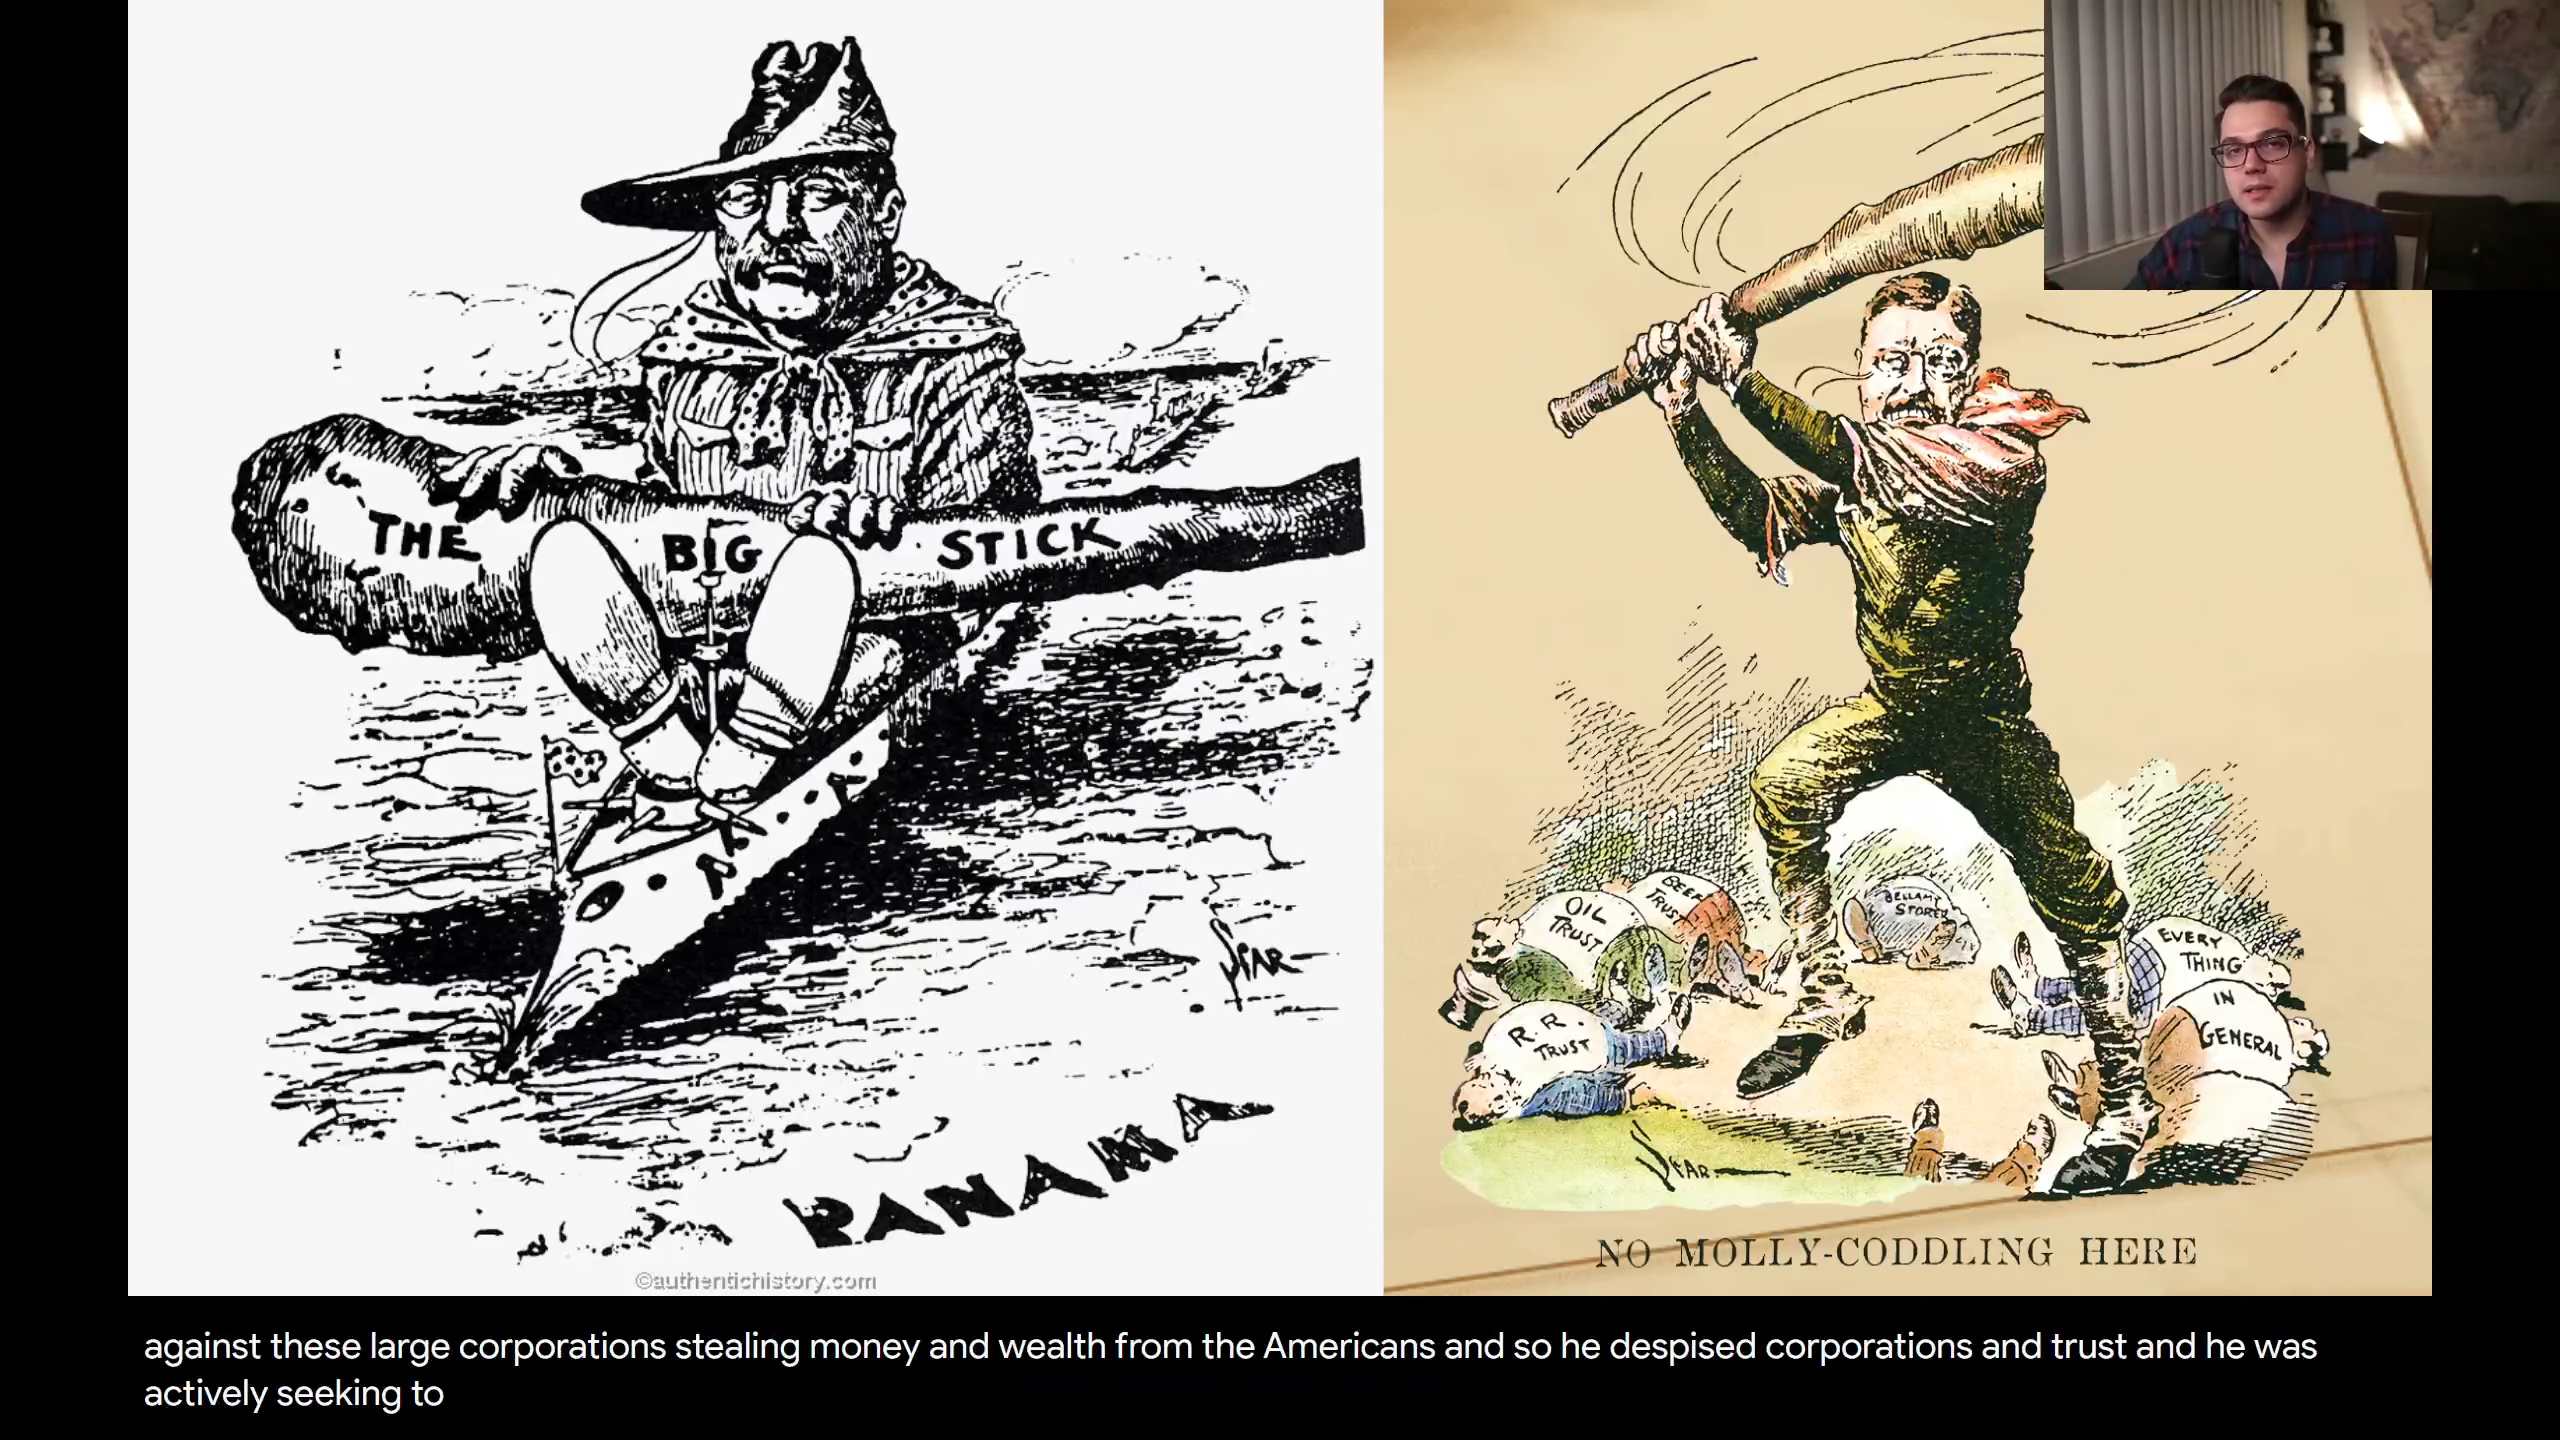 THE BIG STICK
PANAMA
©authentichistory.com
OIL
TRUST
BEEF
TRUST
R.R.
TRUST
BELLAMY
STORER
EVERY
THING
IN
GENERAL
NO MOLLY-CODDLING HERE
against these large corporations stealing money and wealth from the Americans and so he despised corporations and trust and he was
actively seeking to